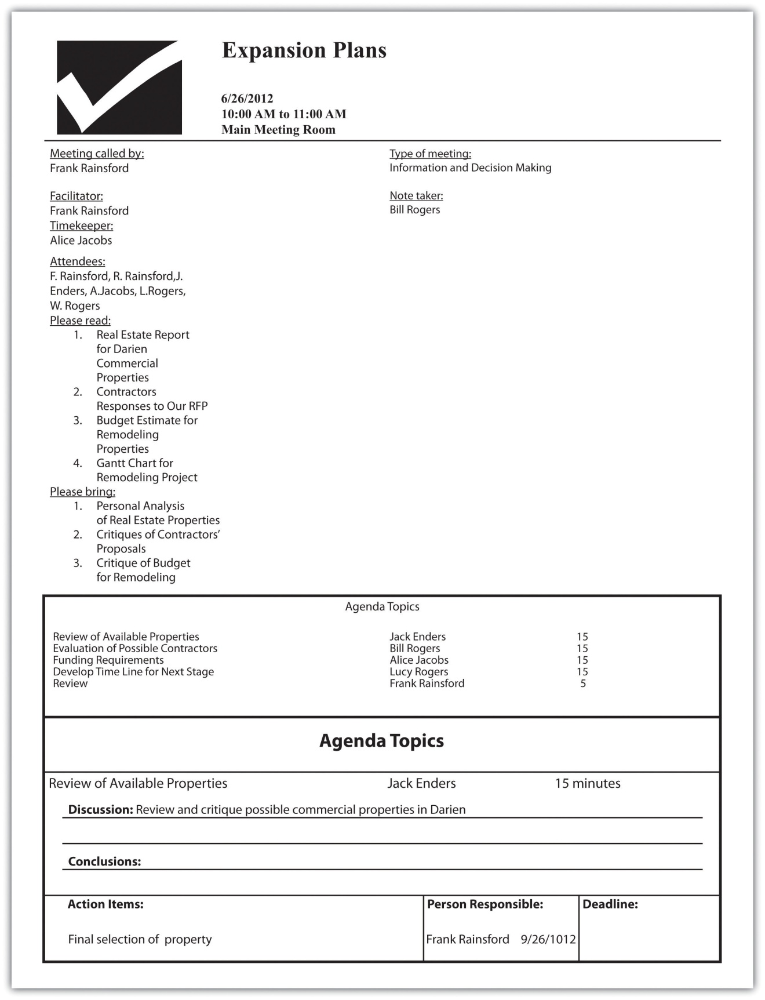 Expansion Plans
6/26/2012
10:00 AM to 11:00 AM
Main Meeting Room
Meeting called by:
Frank Rainsford
Type of meeting:
Information and Decision Making
Facilitator:
Frank Rainsford
Note taker:
Bill Rogers
Timekeeper:
Alice Jacobs
Attendees:
F. Rainsford, R. Rainsford,J.
Enders, A.Jacobs, L.Rogers,
W. Rogers
Please read:
1. Real Estate Report
for Darien
Commercial
Properties
2. Contractors
Responses to Our RFP
3. Budget Estimate for
Remodeling
Properties
4. Gantt Chart for
Remodeling Project
Please bring:
1. Personal Analysis
of Real Estate Properties
2. Critiques of Contractors’
Proposals
3. Critique of Budget
for Remodeling
Agenda Topics
Review of Available Properties Jack Enders 15
Evaluation of Possible Contractors Bill Rogers 15
Funding Requirements Alice Jacobs 15
Develop Time Line for Next Stage Lucy Rogers 15
Review Frank Rainsford 5
Agenda Topics
Review of Available Properties Jack Enders 15 minutes
Discussion: Review and critique possible commercial properties in Darien
Conclusions:
Action Items: Person Responsible: Deadline:
Final selection of property Frank Rainsford 9/26/1012